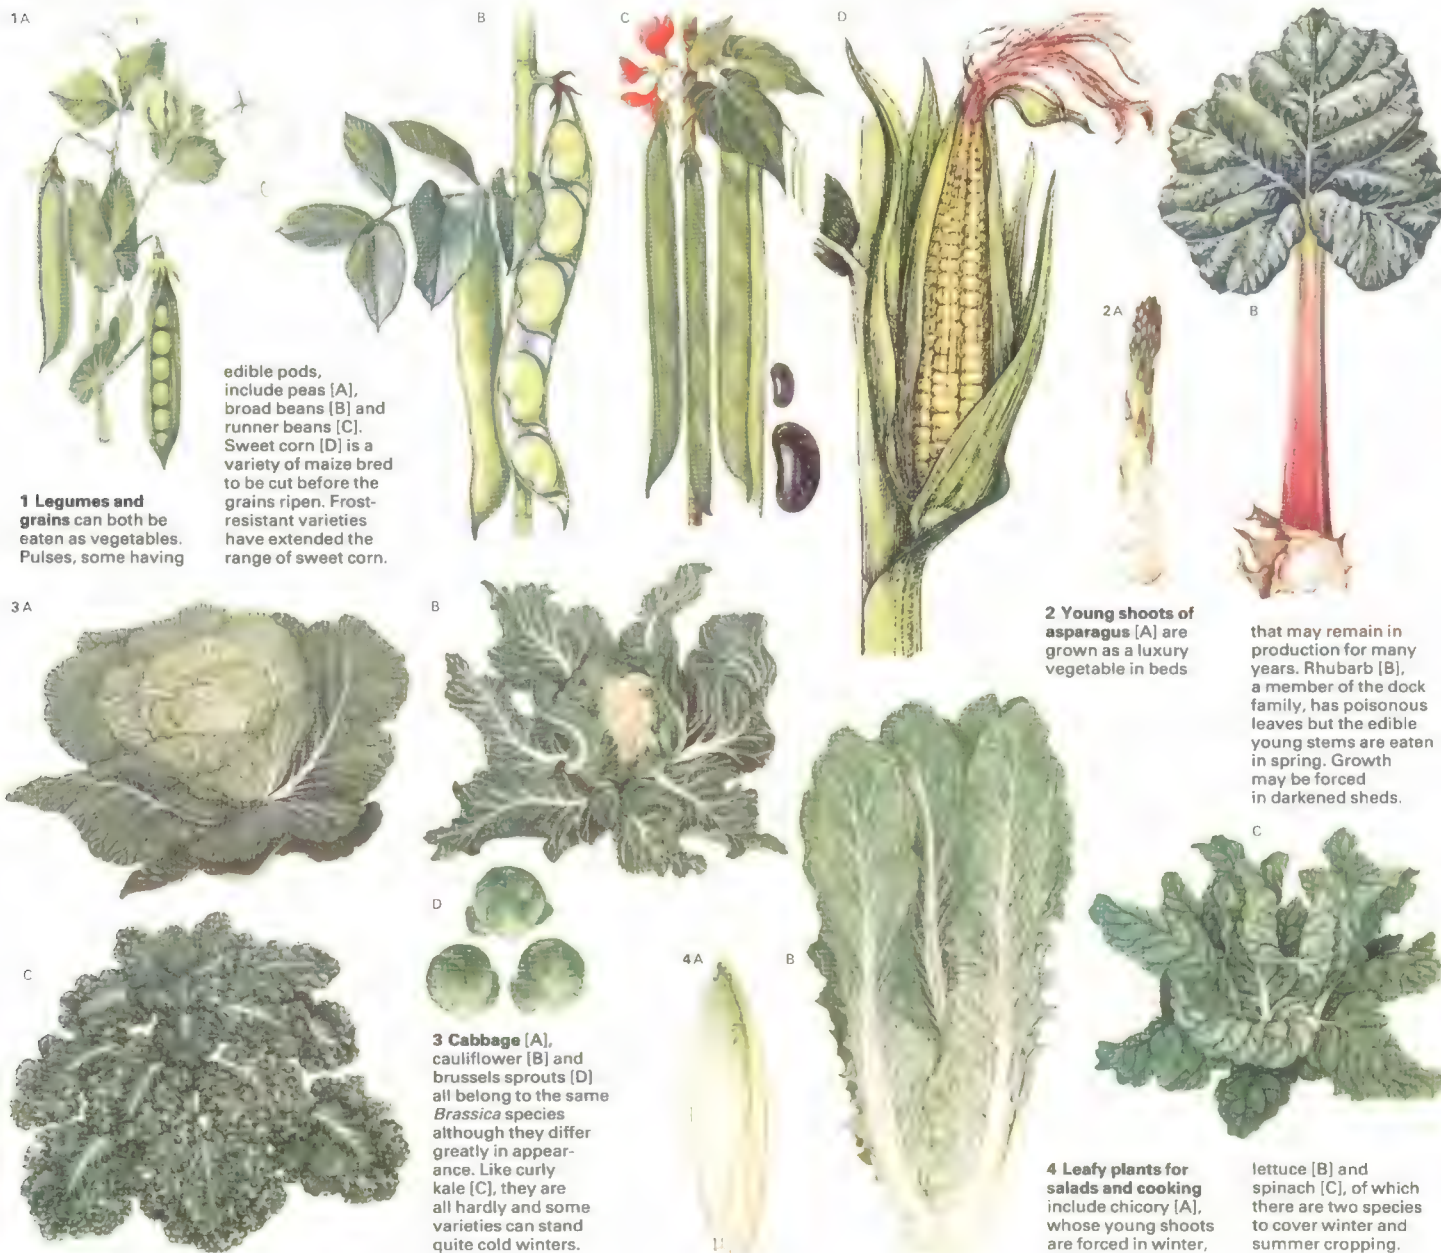 1A
B
C
D
2A
B
edible pods,
include peas [A],
broad beans [B] and
runner beans [C].
Sweet corn [D] is a
variety of maize bred
to be cut before the
grains ripen. Frost-
resistant varieties
have extended the
range of sweet corn.
1 Legumes and
grains can both be
eaten as vegetables.
Pulses, some having
3A
B
C
D
2 Young shoots of
asparagus [A] are
grown as a luxury
vegetable in beds
that may remain in
production for many
years. Rhubarb [B],
a member of the dock
family, has poisonous
leaves but the edible
young stems are eaten
in spring. Growth
may be forced
in darkened sheds.
3 Cabbage [A],
cauliflower [B] and
brussels sprouts [D]
all belong to the same
Brassica species
although they differ
greatly in appear-
ance. Like curly
kale [C], they are
all hardly and some
varieties can stand
quite cold winters.
4A
B
C
4 Leafy plants for
salads and cooking
include chicory [A],
whose young shoots
are forced in winter,
lettuce [B] and
spinach [C], of which
there are two species
to cover winter and
summer cropping.